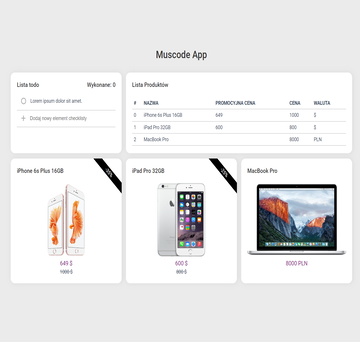 Muscode App
Lista todo
Wykonane: 0
Lorem ipsum dolor sit amet.
Dodaj nowy element checklisty
Lista Produktów
# NAZWA PROMOCYJNA CENA CENA WALUTA
0 iPhone 6s Plus 16GB 649 1000 $
1 iPad Pro 32GB 600 800 $
2 MacBook Pro 8000 PLN
iPhone 6s Plus 16GB
649 $
1000 $
iPad Pro 32GB
600 $
800 $
MacBook Pro
8000 PLN